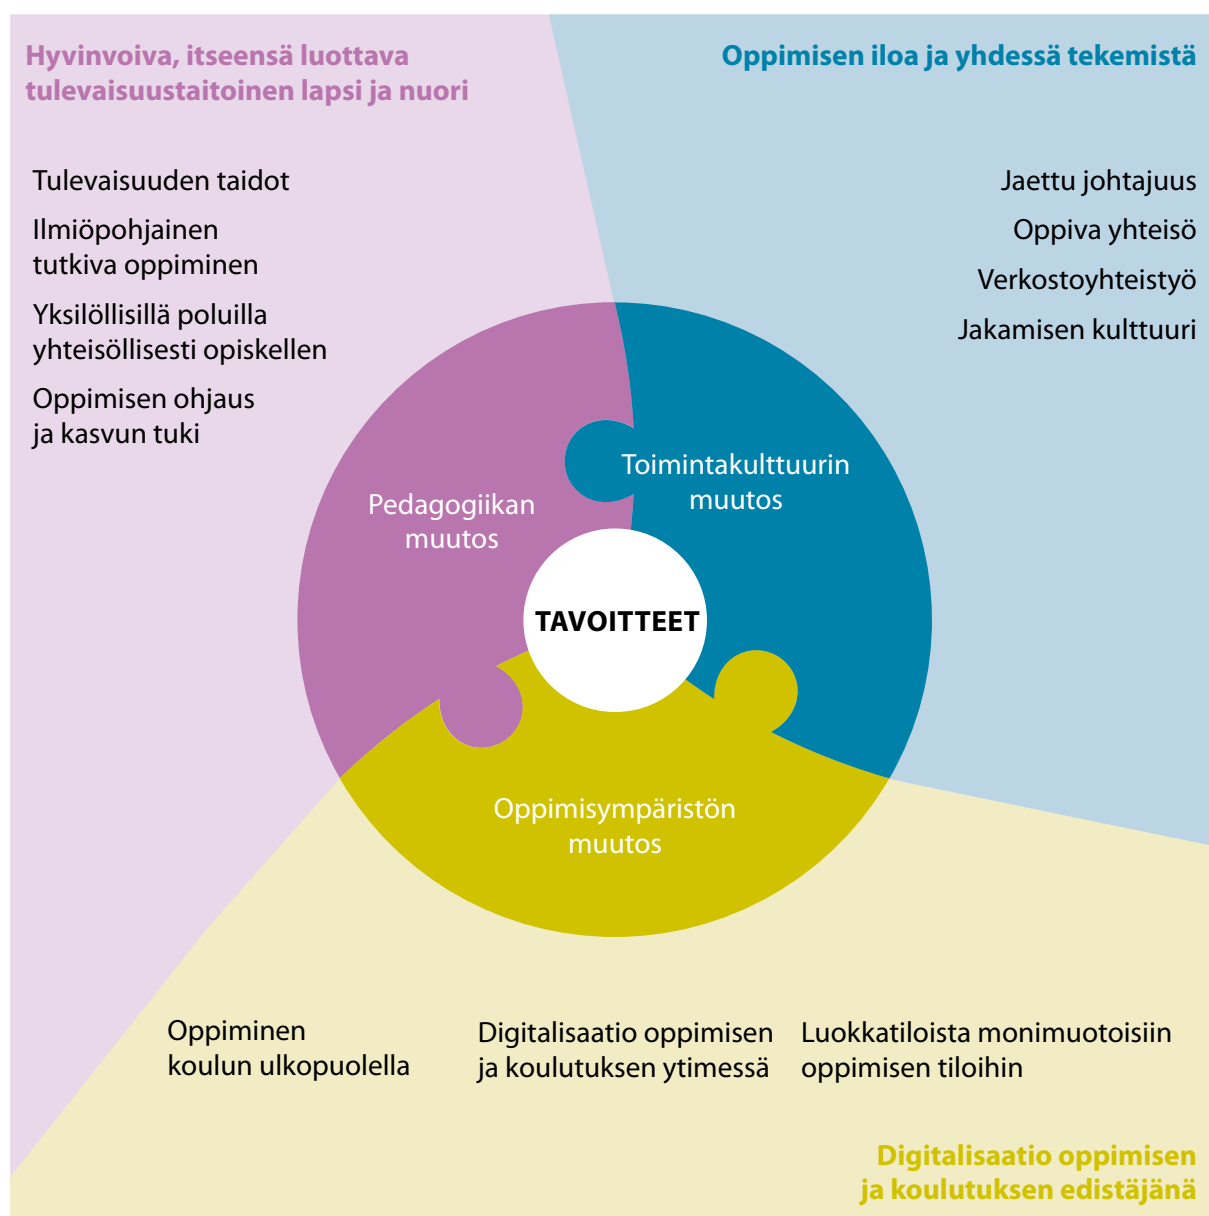 Hyvinvoiva, itseensä luottava
tulevaisuustaitoinen lapsi ja nuori
Tulevaisuuden taidot
Ilmiöpohjainen
tutkiva oppiminen
Yksilöllisillä poluilla
yhteisöllisesti opiskellen
Oppimisen ohjaus
ja kasvun tuki
Oppimisen iloa ja yhdessä tekemistä
Jaettu johtajuus
Oppiva yhteisö
Verkostoyhteistyö
Jakamisen kulttuuri
Pedagogiikan
muutos
Toimintakulttuurin
muutos
TAVOITTEET
Oppimisympäristön
muutos
Oppiminen
koulun ulkopuolella
Digitalisaatio oppimisen
ja koulutuksen ytimessä
Luokkatiloista monimuotoisiin
oppimisen tiloihin
Digitalisaatio oppimisen
ja koulutuksen edistäjänä